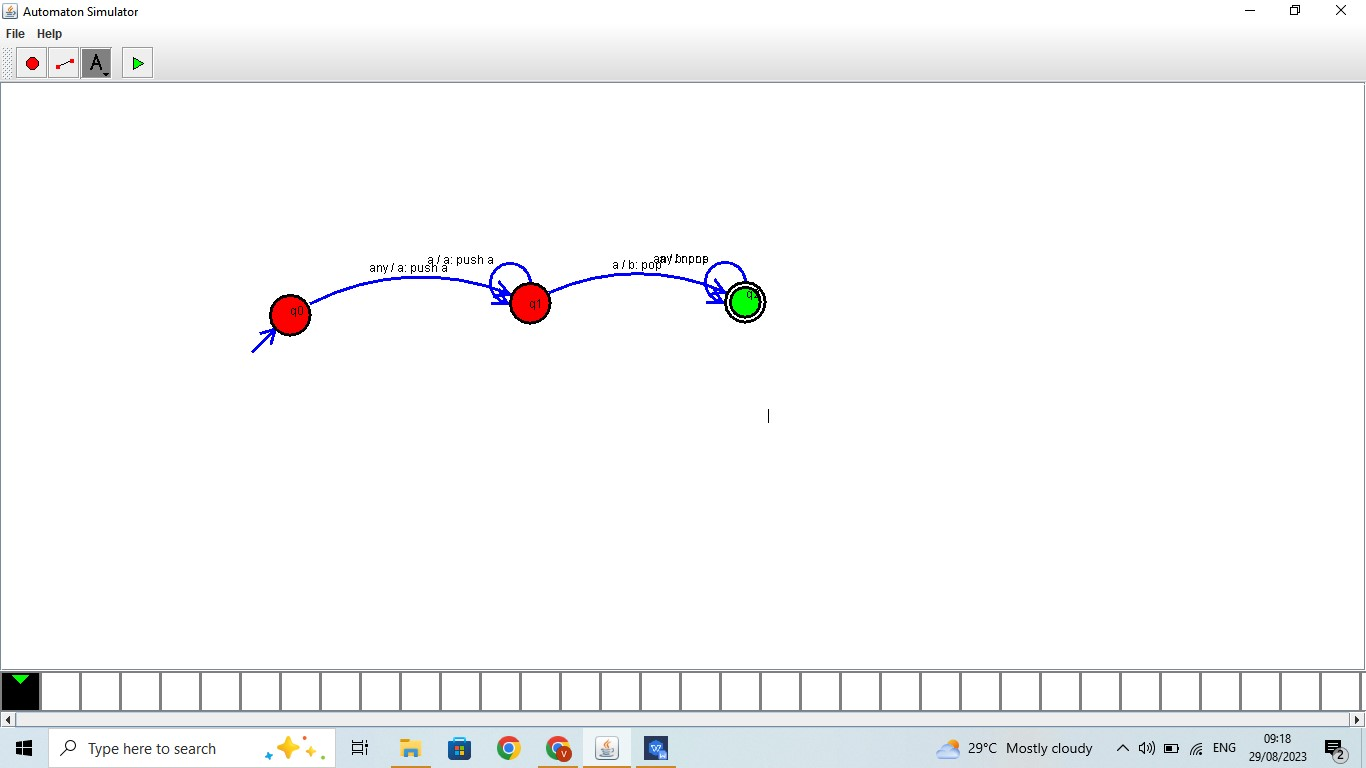 Automaton Simulator
File Help
A
a / a: push a
any / a: push a
a / b: pop
q0
q1
Type here to search
29°C Mostly cloudy
ENG
09:18
29/08/2023
2